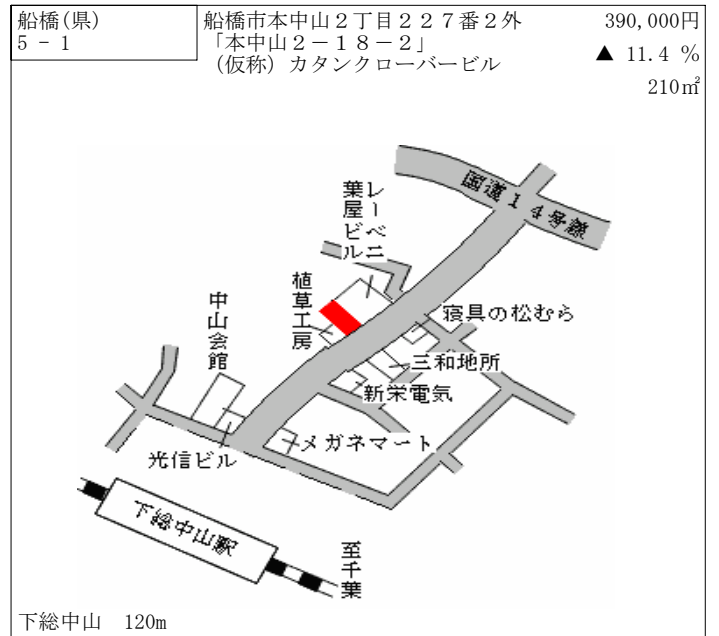 船橋(県)
5 - 1
船橋市本中山２丁目２２７番２外
「本中山２－１８－２」
（仮称）カタンクローバービル
390,000円
▲ 11.4 %
210㎡
国道１４号線
レーベニ
葉屋ビル
植草工房
中山会館
寝具の松むら
三和地所
新栄電気
メガネマート
光信ビル
下総中山駅
至千葉
下総中山　120m